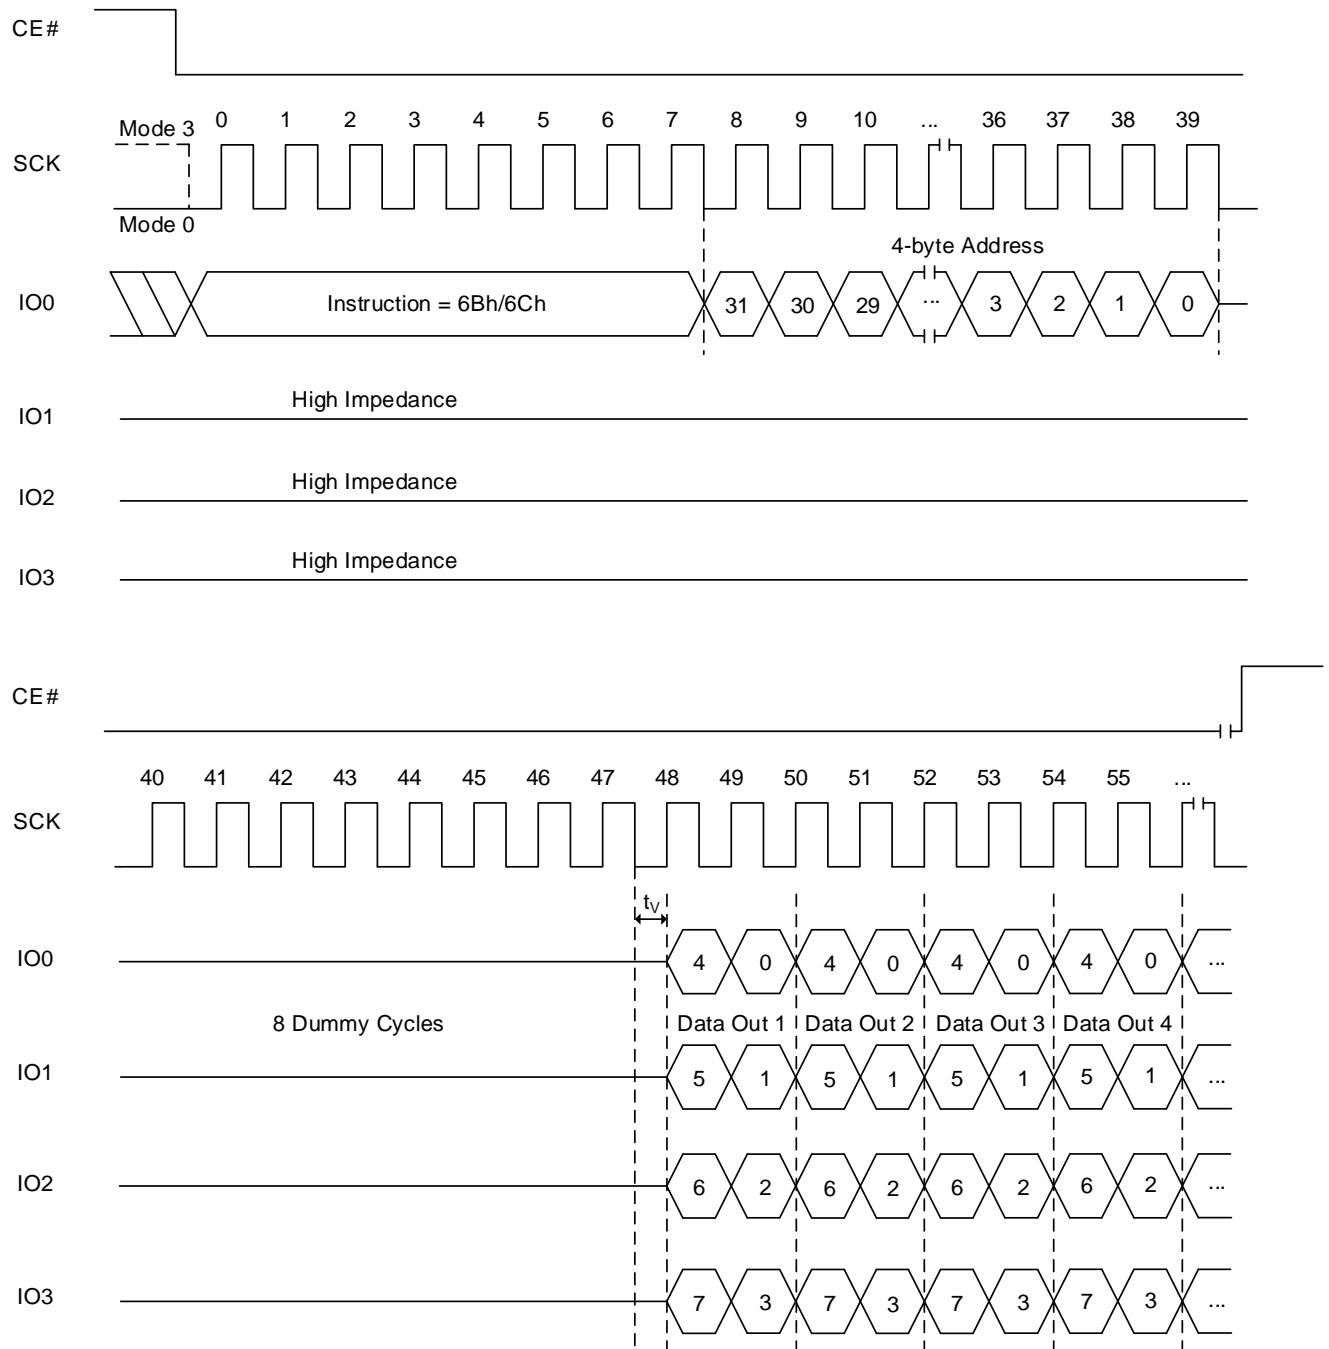 CE#
Mode 3 0 1 2 3 4 5 6 7 8 9 10 ... 36 37 38 39
SCK
Mode 0
4-byte Address
IO0 Instruction = 6Bh/6Ch 31 30 29 ... 3 2 1 0
High Impedance
IO1
High Impedance
IO2
High Impedance
IO3
CE#
40 41 42 43 44 45 46 47 48 49 50 51 52 53 54 55 ...
SCK
tV
IO0 4 0 4 0 4 0 4 0 ...
8 Dummy Cycles Data Out 1 Data Out 2 Data Out 3 Data Out 4
IO1 5 1 5 1 5 1 5 1 ...
IO2 6 2 6 2 6 2 6 2 ...
IO3 7 3 7 3 7 3 7 3 ...